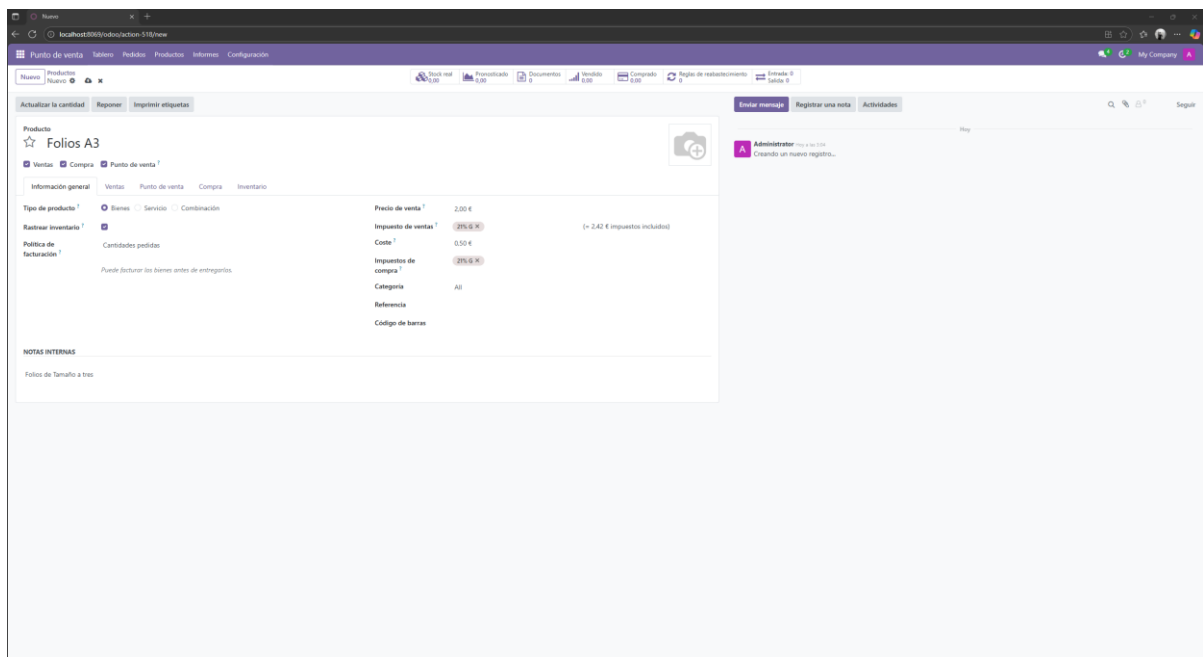 Nuevo
localhost:8069/odoo/action-518/new
Punto de venta Tablero Pedidos Productos Informes Configuración
My Company A
Nuevo
Productos
Nuevo
Stock real 0,00
Pronosticado 0,00
Documentos 0
Vendido 0,00
Comprado 0,00
Reglas de reabastecimiento 0
Entrada: 0
Salida: 0
Actualizar la cantidad Reponer Imprimir etiquetas
Enviar mensaje Registrar una nota Actividades
Seguir
Producto
Folios A3
Ventas Compra Punto de venta ?
Información general Ventas Punto de venta Compra Inventario
Tipo de producto ? Bienes Servicio Combinación
Rastrear inventario ?
Política de facturación ? Cantidades pedidas
Puede facturar los bienes antes de entregarlos.
Precio de venta ? 2,00 €
Impuesto de ventas ? 21% G × (= 2,42 € impuestos incluidos)
Coste ? 0,50 €
Impuestos de compra ? 21% G ×
Categoría All
Referencia
Código de barras
NOTAS INTERNAS
Folios de Tamaño a tres
Hoy
A
Administrator
Creando un nuevo registro...